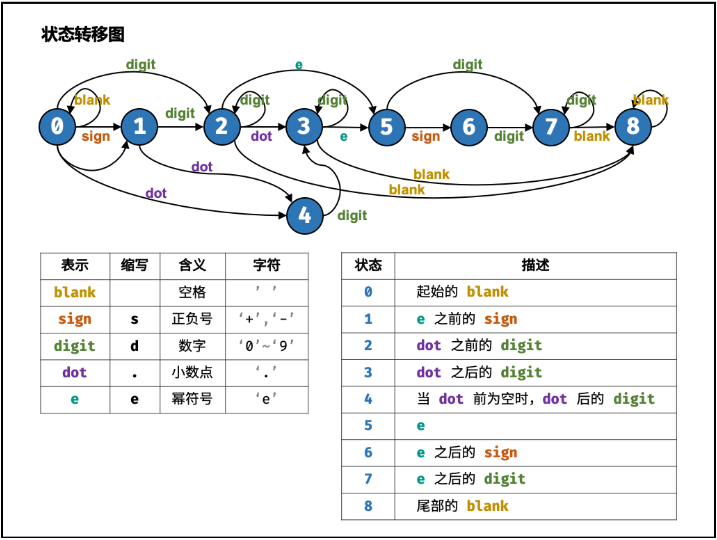 状态转移图
digit
e
digit
blank
digit
digit
digit
blank
0
1
2
3
4
5
6
7
8
sign
digit
dot
e
sign
digit
blank
dot
dot
digit
blank
blank
表示 缩写 含义 字符
blank 空格 ' '
sign s 正负号 '+','-'
digit d 数字 '0'~'9'
dot . 小数点 '.'
e e 幂符号 'e'
状态 描述
0 起始的 blank
1 e 之前的 sign
2 dot 之前的 digit
3 dot 之后的 digit
4 当 dot 前为空时，dot 后的 digit
5 e
6 e 之后的 sign
7 e 之后的 digit
8 尾部的 blank